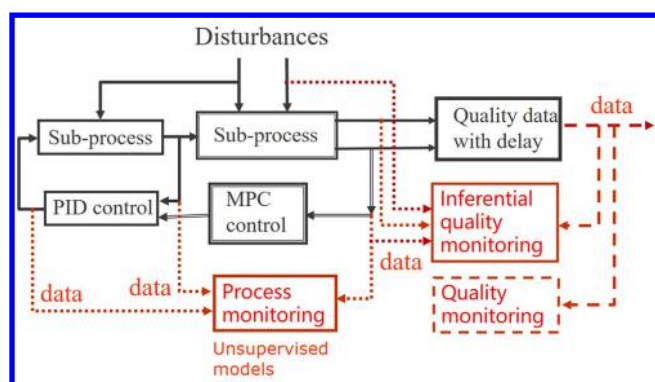 Disturbances
Sub-process
Sub-process
Quality data
with delay
data
PID control
MPC
control
Inferential
quality
monitoring
data
data
data
Process
monitoring
Quality
monitoring
Unsupervised
models